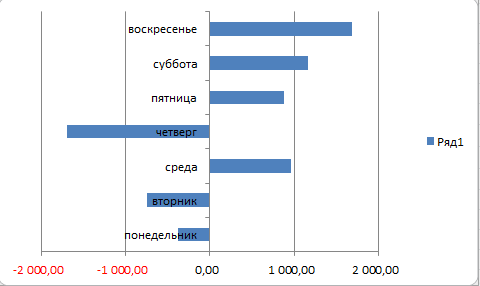 воскресенье
суббота
пятница
четверг
среда
вторник
понедельник
Ряд1
-2 000,00 -1 000,00 0,00 1 000,00 2 000,00